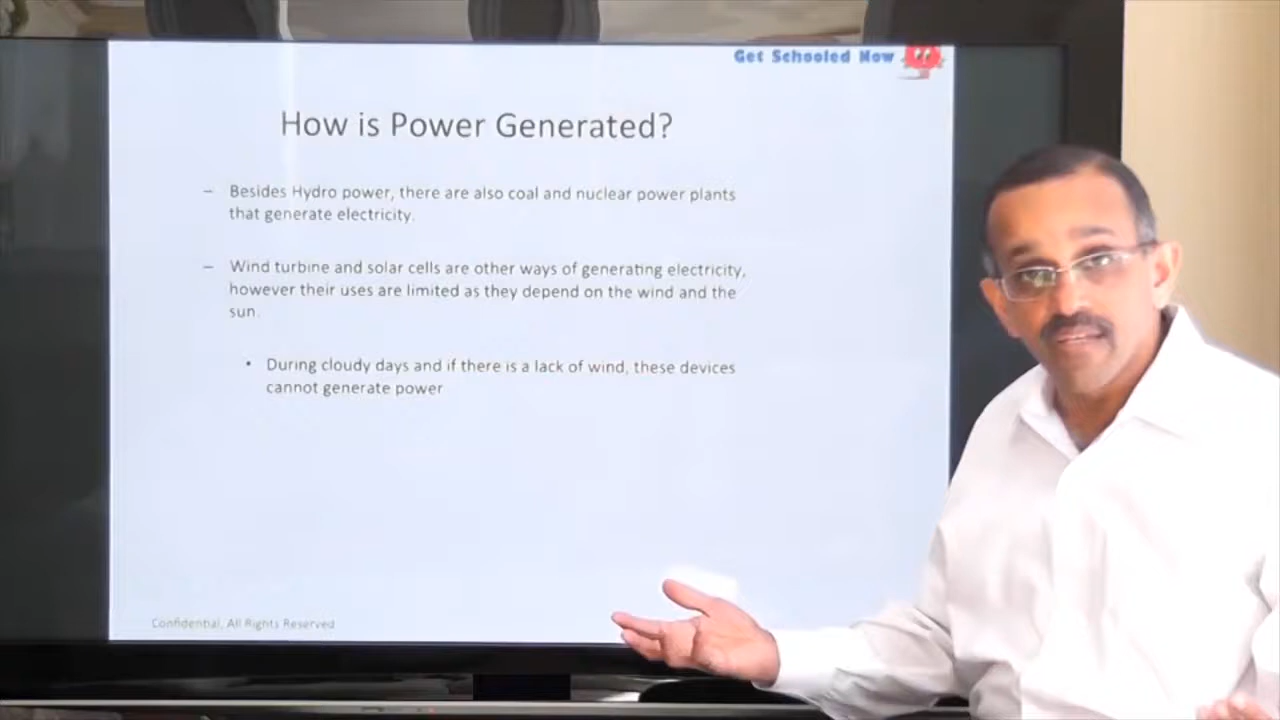 Get Schooled Now
How is Power Generated?
– Besides Hydro power, there are also coal and nuclear power plants
that generate electricity.
– Wind turbine and solar cells are other ways of generating electricity,
however their uses are limited as they depend on the wind and the
sun.
• During cloudy days and if there is a lack of wind, these devices
cannot generate power
Confidential, All Rights Reserved